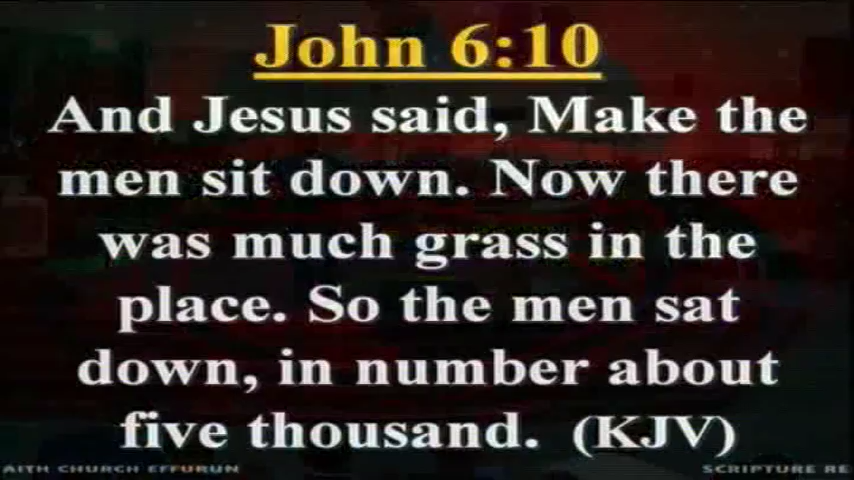 John 6:10
And Jesus said, Make the
men sit down. Now there
was much grass in the
place. So the men sat
down, in number about
five thousand. (KJV)
AITH CHURCH EFFURUN
SCRIPTURE RE